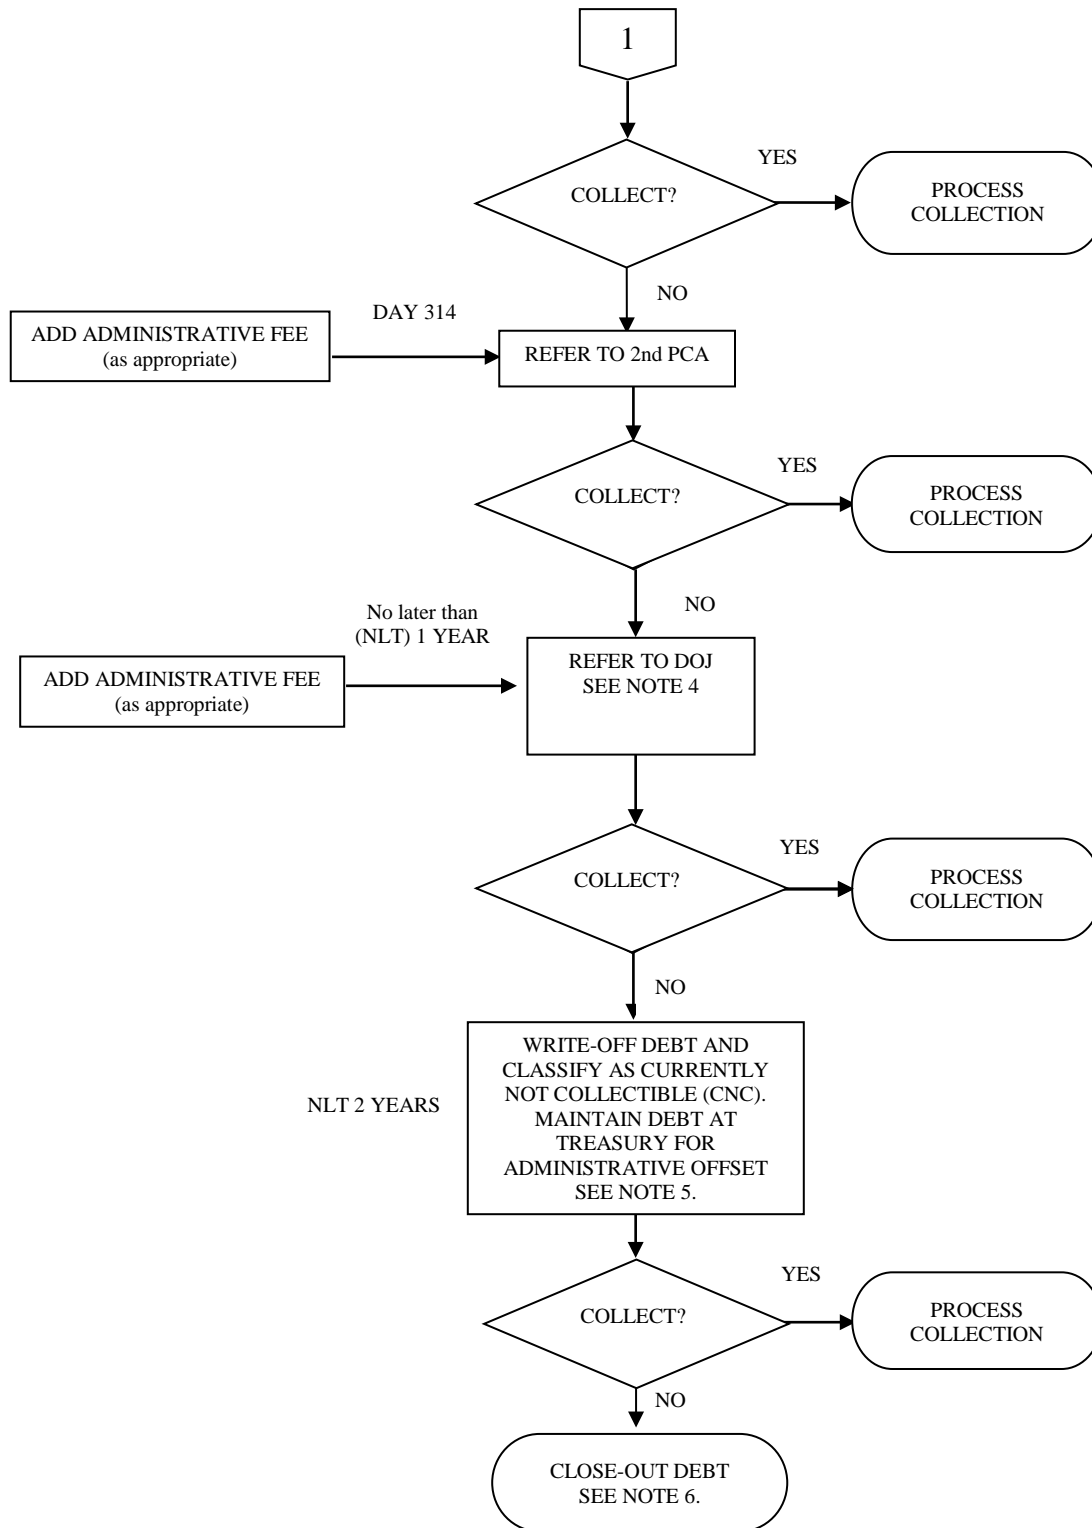 1
YES
COLLECT?
PROCESS
COLLECTION
NO
DAY 314
ADD ADMINISTRATIVE FEE
(as appropriate)
REFER TO 2nd PCA
YES
COLLECT?
PROCESS
COLLECTION
NO
No later than
(NLT) 1 YEAR
ADD ADMINISTRATIVE FEE
(as appropriate)
REFER TO DOJ
SEE NOTE 4
YES
COLLECT?
PROCESS
COLLECTION
NO
NLT 2 YEARS
WRITE-OFF DEBT AND
CLASSIFY AS CURRENTLY
NOT COLLECTIBLE (CNC).
MAINTAIN DEBT AT
TREASURY FOR
ADMINISTRATIVE OFFSET
SEE NOTE 5.
YES
COLLECT?
PROCESS
COLLECTION
NO
CLOSE-OUT DEBT
SEE NOTE 6.